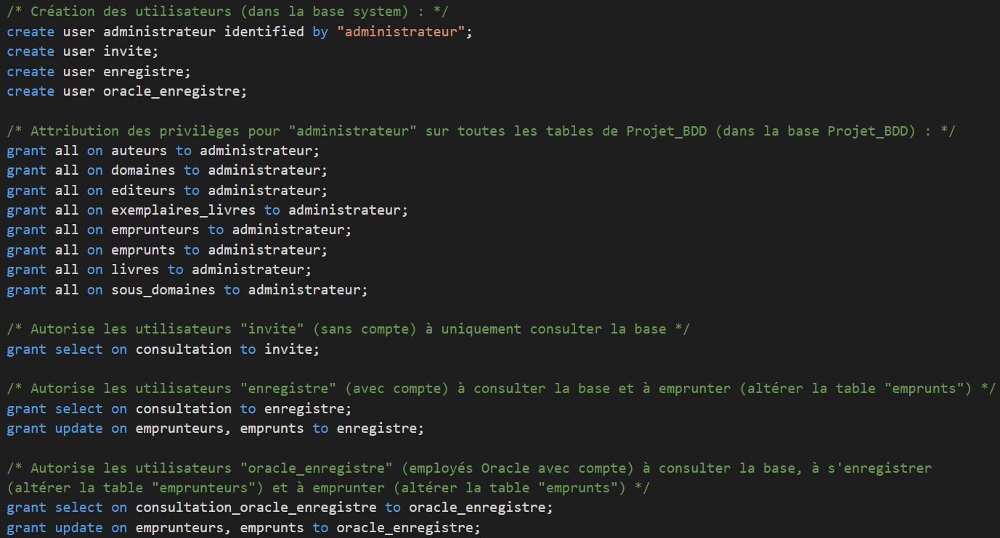 /* Création des utilisateurs (dans la base system) : */
create user administrateur identified by "administrateur";
create user invite;
create user enregistre;
create user oracle_enregistre;
/* Attribution des privilèges pour "administrateur" sur toutes les tables de Projet_BDD (dans la base Projet_BDD) : */
grant all on auteurs to administrateur;
grant all on domaines to administrateur;
grant all on editeurs to administrateur;
grant all on exemplaires_livres to administrateur;
grant all on emprunteurs to administrateur;
grant all on emprunts to administrateur;
grant all on livres to administrateur;
grant all on sous_domaines to administrateur;
/* Autorise les utilisateurs "invite" (sans compte) à uniquement consulter la base */
grant select on consultation to invite;
/* Autorise les utilisateurs "enregistre" (avec compte) à consulter la base et à emprunter (altérer la table "emprunts") */
grant select on consultation to enregistre;
grant update on emprunteurs, emprunts to enregistre;
/* Autorise les utilisateurs "oracle_enregistre" (employés Oracle avec compte) à consulter la base, à s'enregistrer
(altérer la table "emprunteurs") et à emprunter (altérer la table "emprunts") */
grant select on consultation_oracle_enregistre to oracle_enregistre;
grant update on emprunteurs, emprunts to oracle_enregistre;